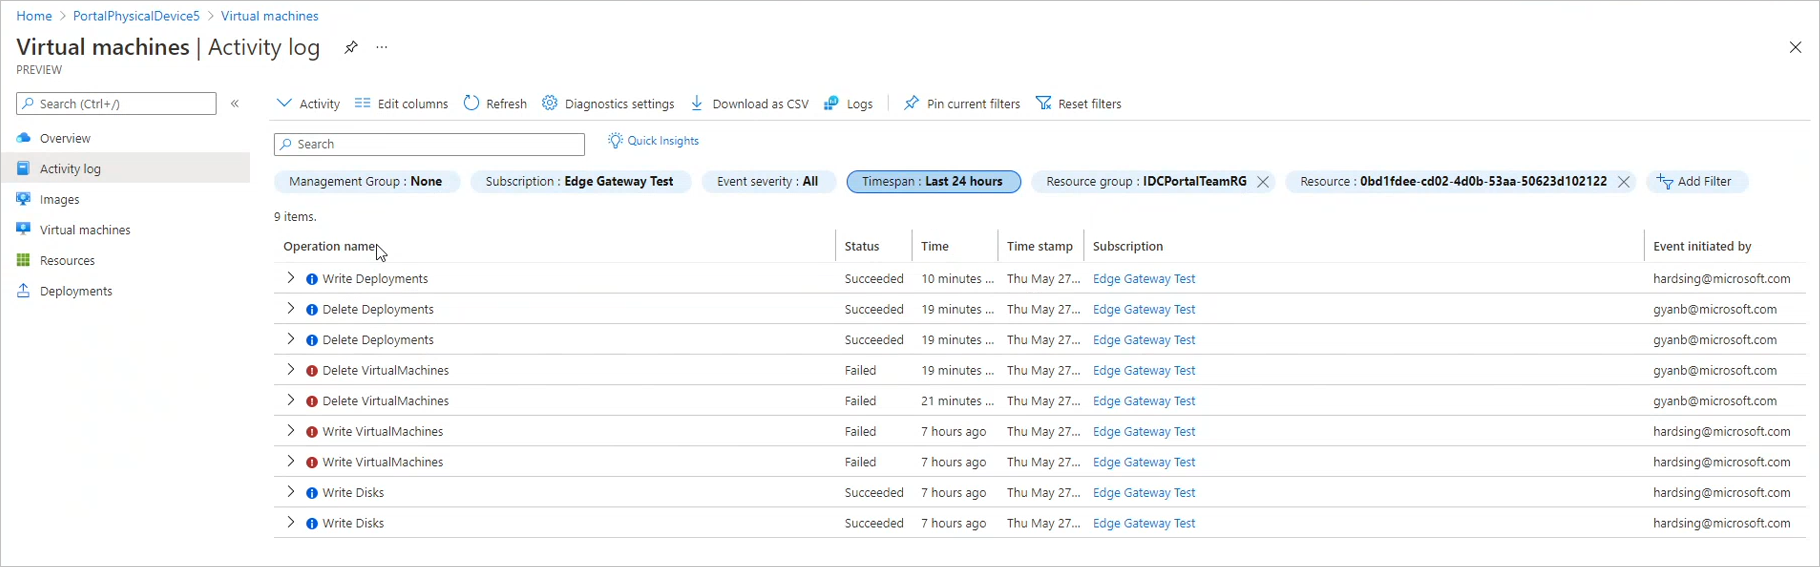 Home > PortalPhysicalDevice5 > Virtual machines
Virtual machines | Activity log ...
PREVIEW
Search (Ctrl+/) «
Overview
Activity log
Images
Virtual machines
Resources
Deployments
Activity Edit columns Refresh Diagnostics settings Download as CSV Logs Pin current filters Reset filters
Search Quick Insights
Management Group : None Subscription : Edge Gateway Test Event severity : All Timespan : Last 24 hours Resource group : IDCPortalTeamRG Resource : 0bd1fdee-cd02-4d0b-53aa-50623d102122 Add Filter
9 items.
Operation name Status Time Time stamp Subscription Event initiated by
Write Deployments Succeeded 10 minutes ... Thu May 27... Edge Gateway Test hardsing@microsoft.com
Delete Deployments Succeeded 19 minutes ... Thu May 27... Edge Gateway Test gyanb@microsoft.com
Delete Deployments Succeeded 19 minutes ... Thu May 27... Edge Gateway Test gyanb@microsoft.com
Delete VirtualMachines Failed 19 minutes ... Thu May 27... Edge Gateway Test gyanb@microsoft.com
Delete VirtualMachines Failed 21 minutes ... Thu May 27... Edge Gateway Test gyanb@microsoft.com
Write VirtualMachines Failed 7 hours ago Thu May 27... Edge Gateway Test hardsing@microsoft.com
Write VirtualMachines Failed 7 hours ago Thu May 27... Edge Gateway Test hardsing@microsoft.com
Write Disks Succeeded 7 hours ago Thu May 27... Edge Gateway Test hardsing@microsoft.com
Write Disks Succeeded 7 hours ago Thu May 27... Edge Gateway Test hardsing@microsoft.com